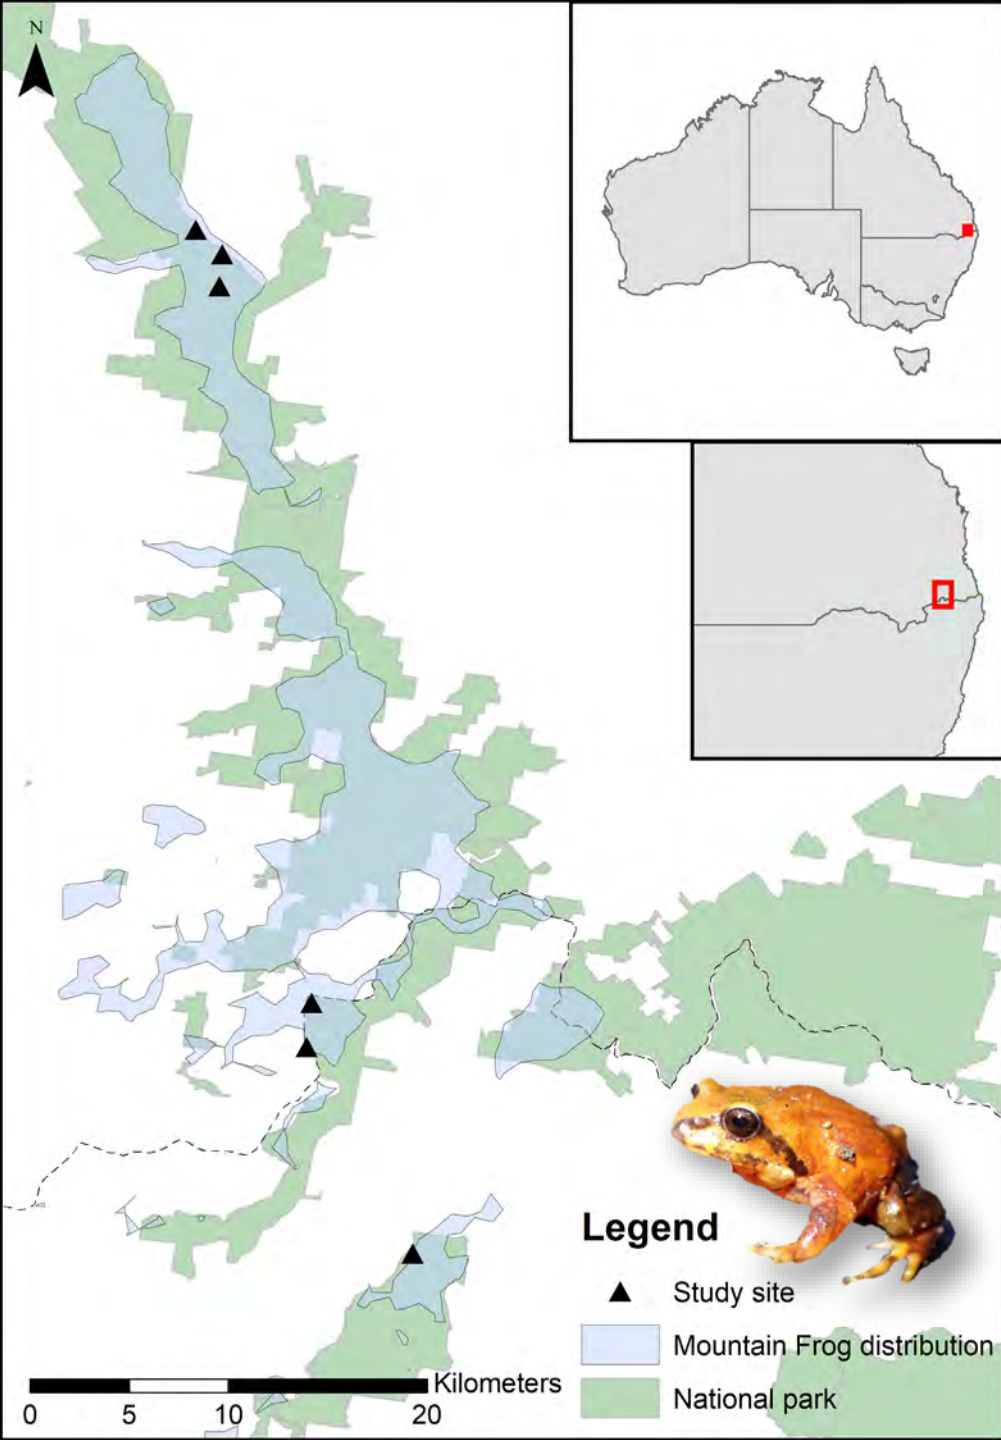 N
Legend
Study site
Mountain Frog distribution
National park
Kilometers
0 5 10 20